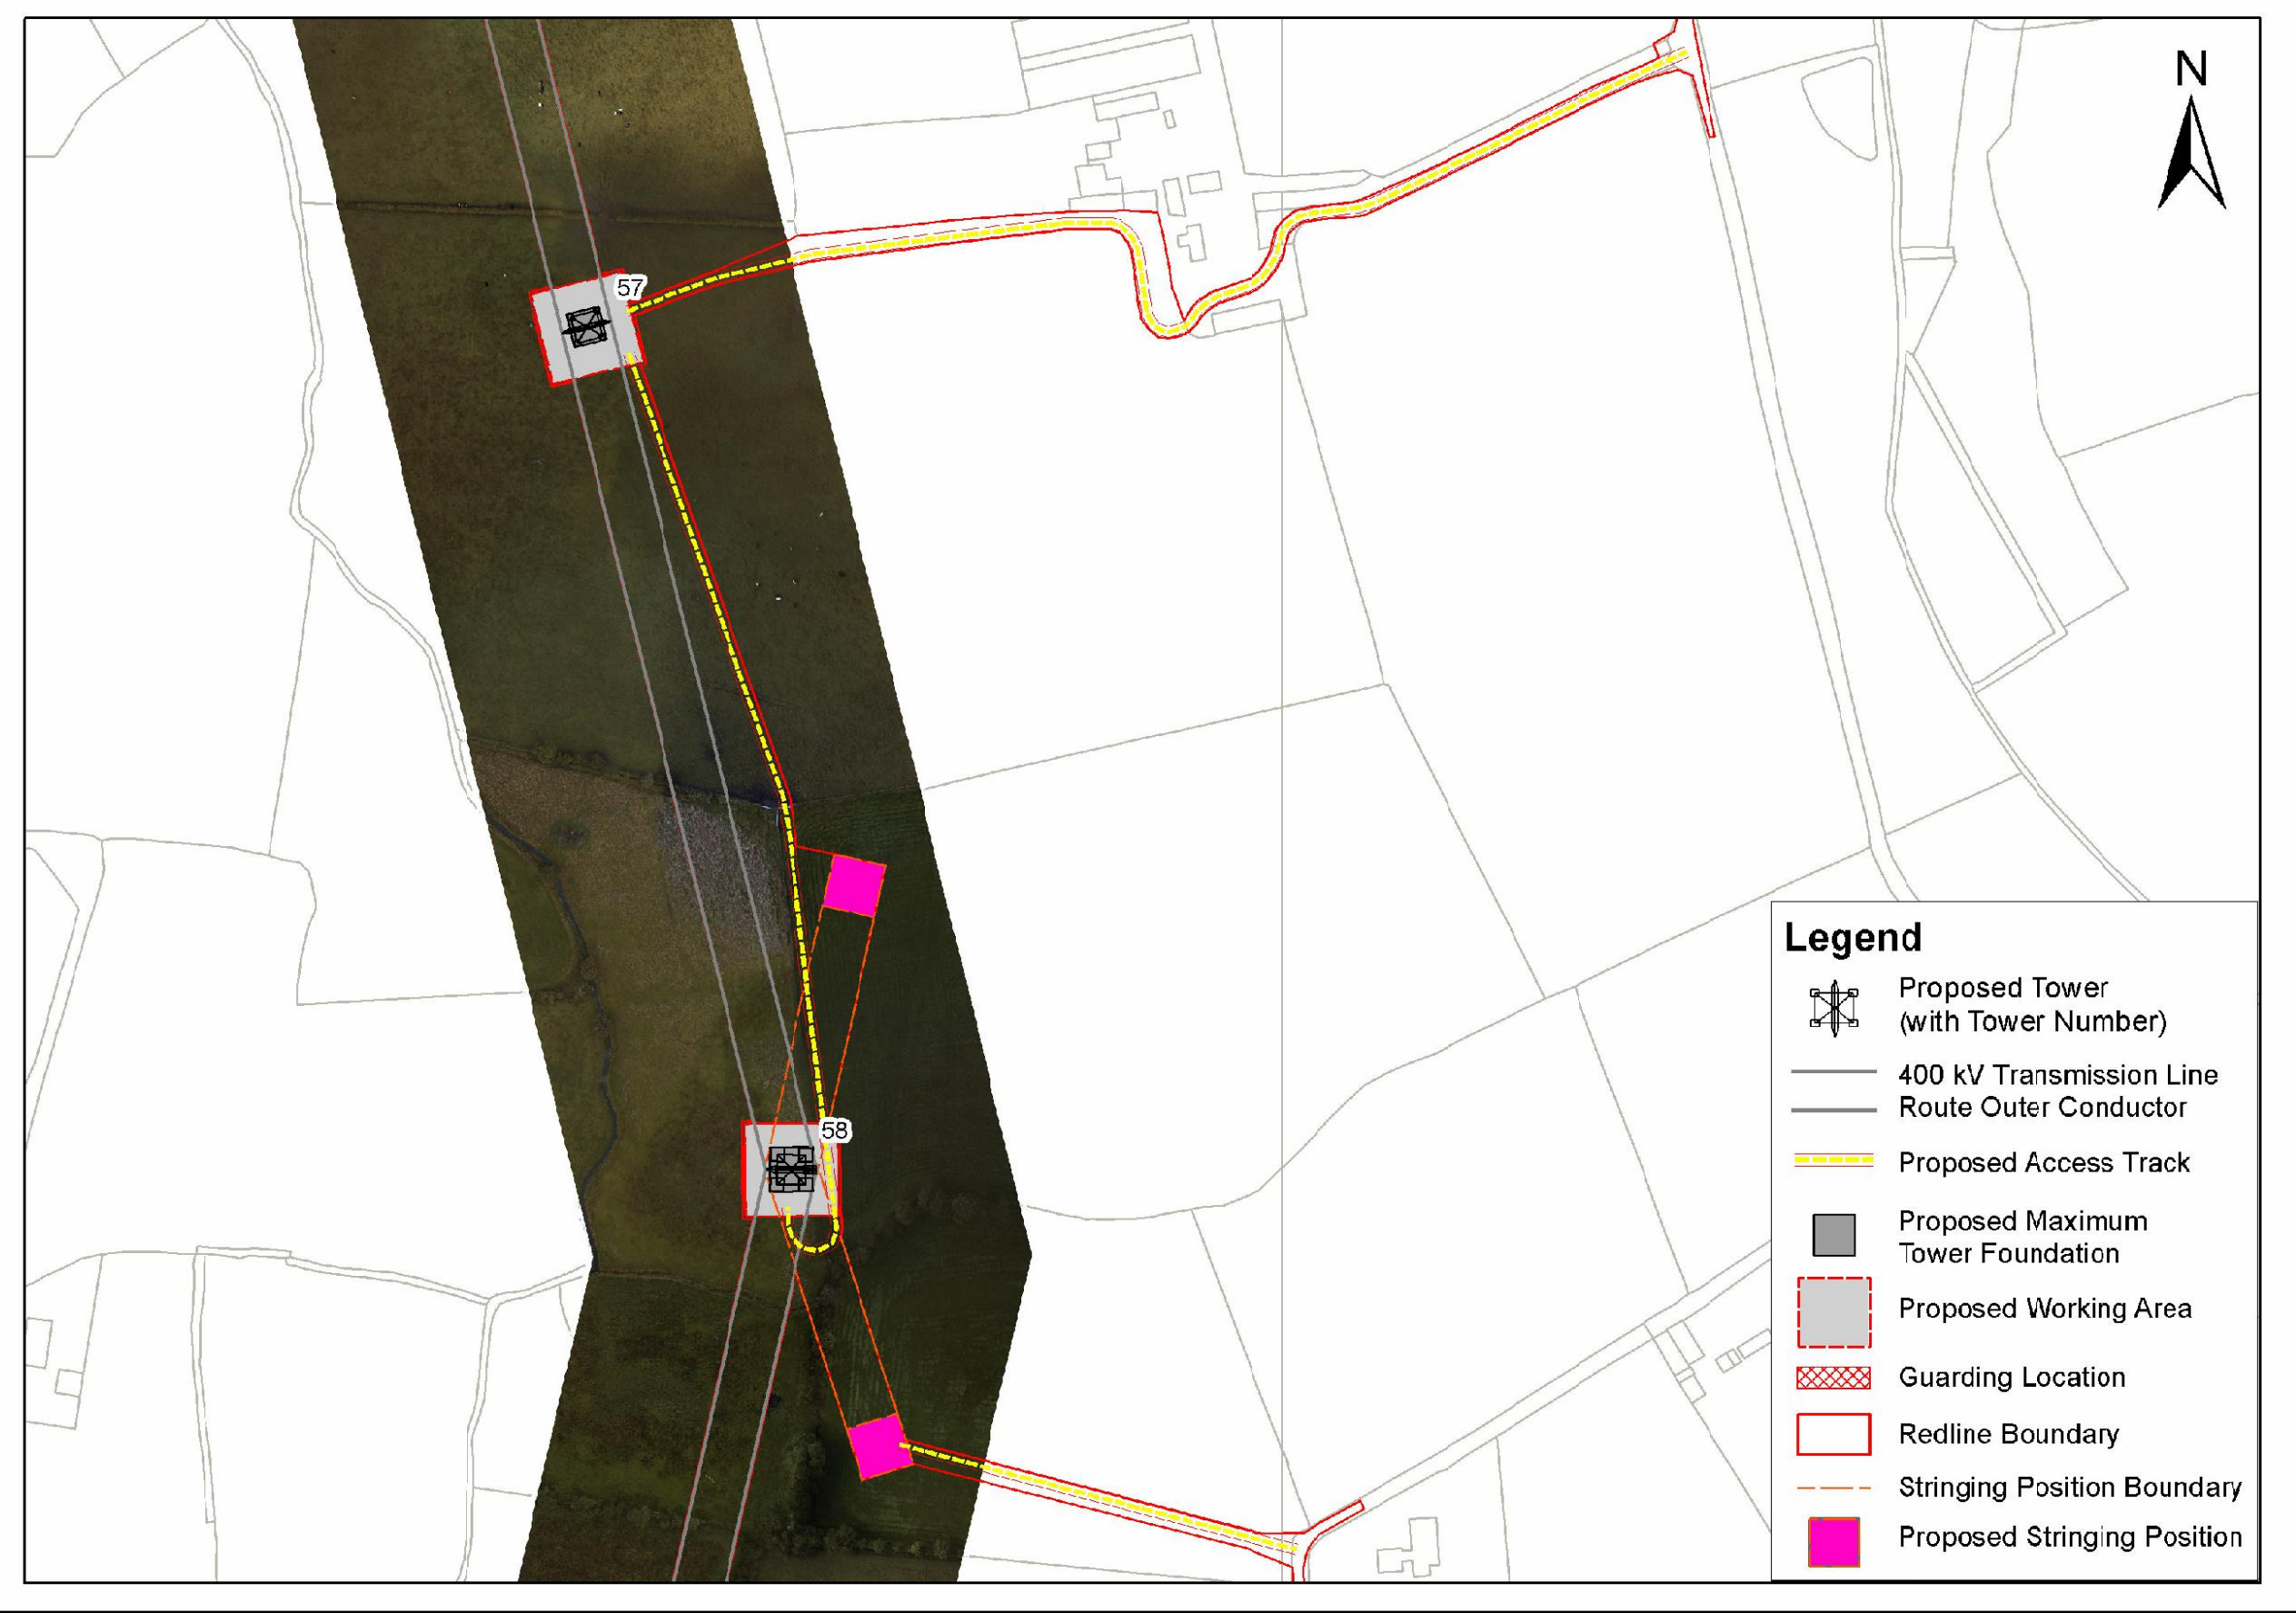 N
57
58
Legend
Proposed Tower
(with Tower Number)
400 kV Transmission Line
Route Outer Conductor
Proposed Access Track
Proposed Maximum
Tower Foundation
Proposed Working Area
Guarding Location
Redline Boundary
Stringing Position Boundary
Proposed Stringing Position